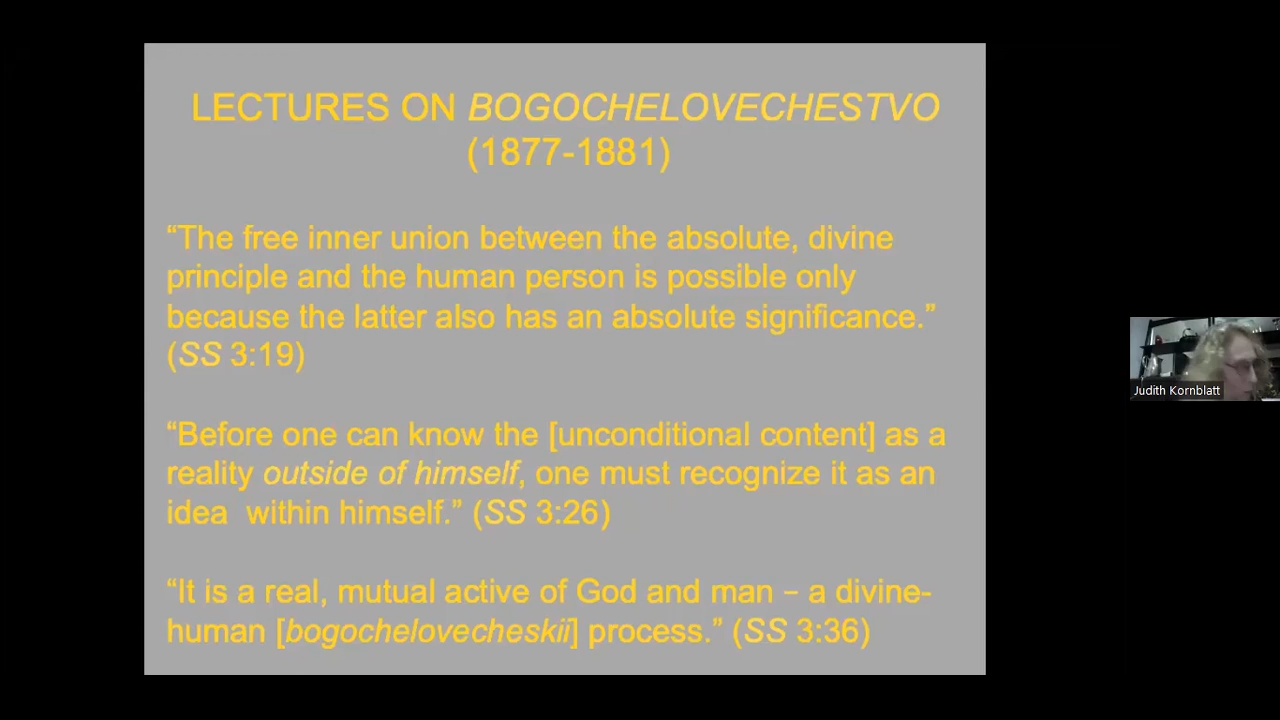 LECTURES ON BOGOCHELOVECHESTVO
(1877-1881)
“The free inner union between the absolute, divine
principle and the human person is possible only
because the latter also has an absolute significance.”
(SS 3:19)
“Before one can know the [unconditional content] as a
reality outside of himself, one must recognize it as an
idea  within himself.” (SS 3:26)
“It is a real, mutual active of God and man – a divine-
human [bogochelovecheskii] process.” (SS 3:36)
Judith Kornblatt